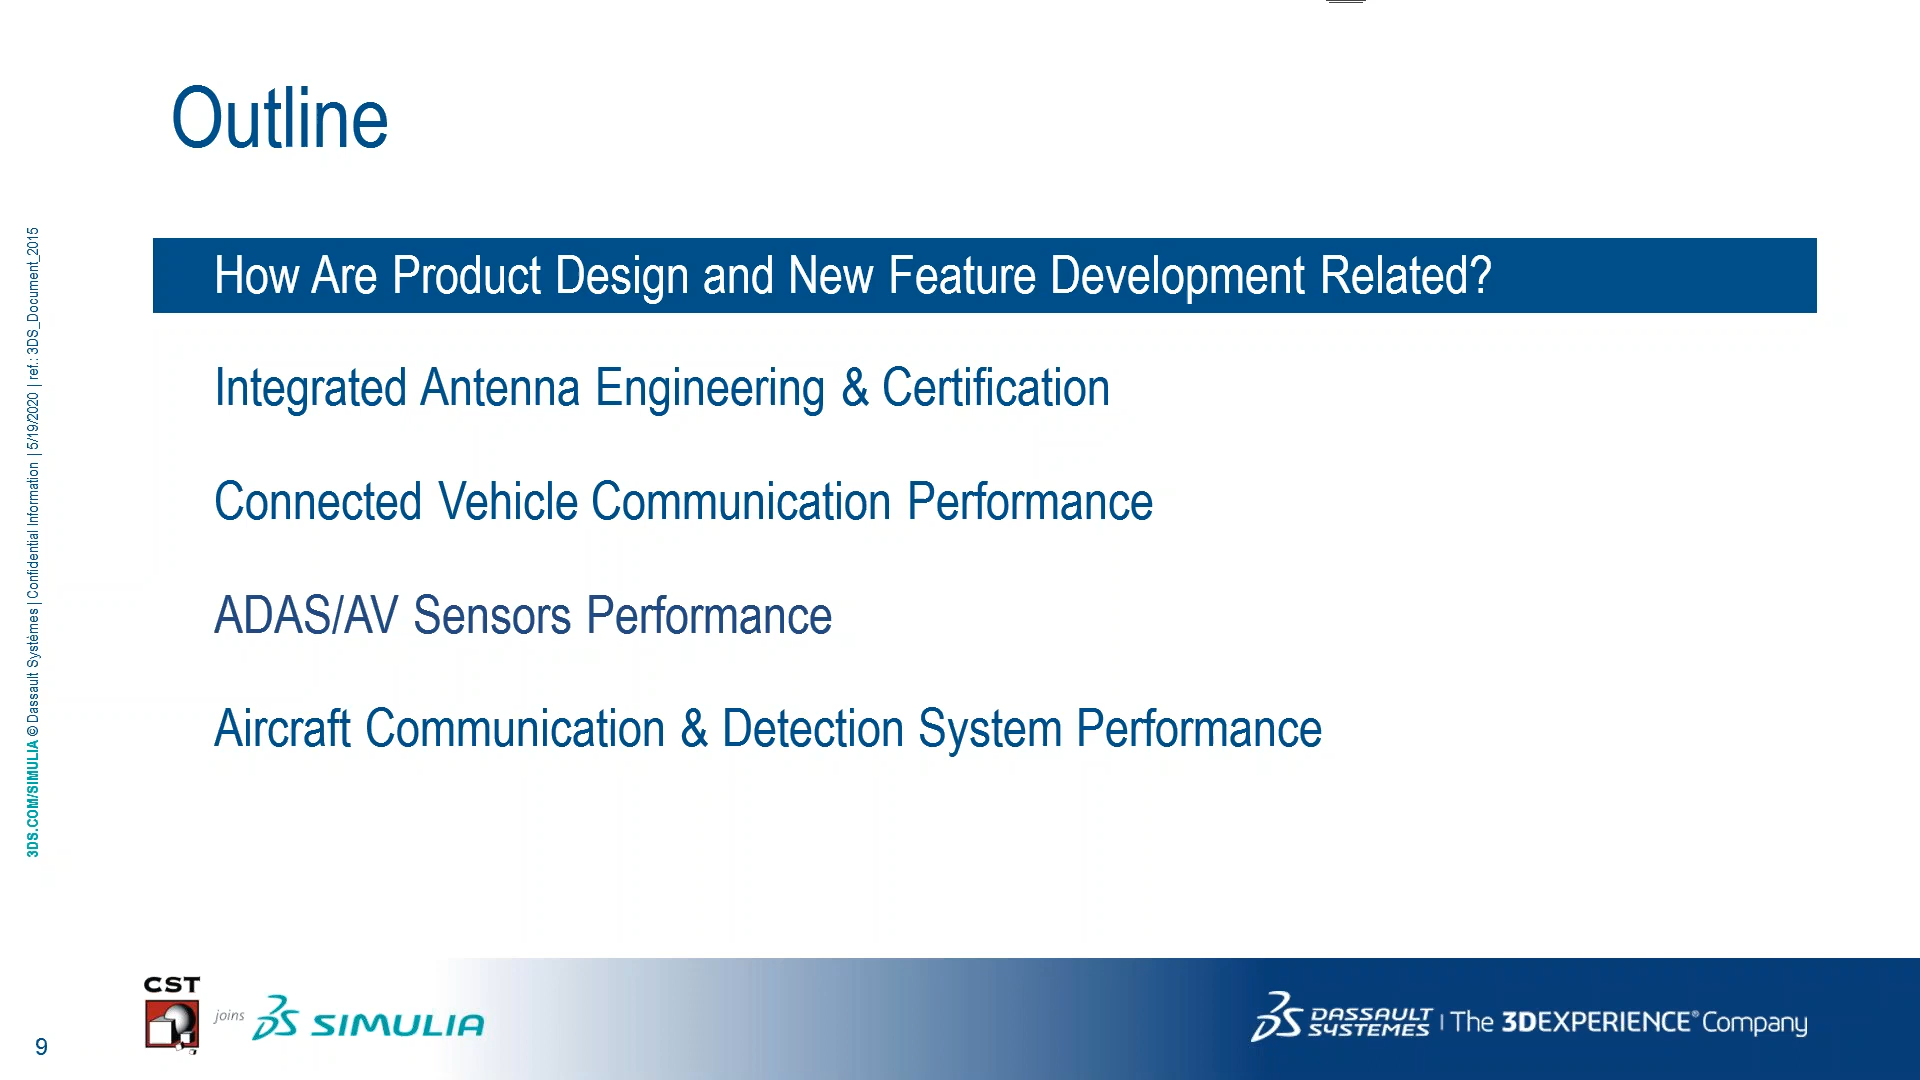 Outline
How Are Product Design and New Feature Development Related?
Integrated Antenna Engineering & Certification
Connected Vehicle Communication Performance
ADAS/AV Sensors Performance
Aircraft Communication & Detection System Performance
3DS.COM/SIMULIA © Dassault Systèmes | Confidential Information | 5/19/2020 | ref.: 3DS_Document_2015
9
CST
joins
SIMULIA
DASSAULT SYSTEMES | The 3DEXPERIENCE® Company